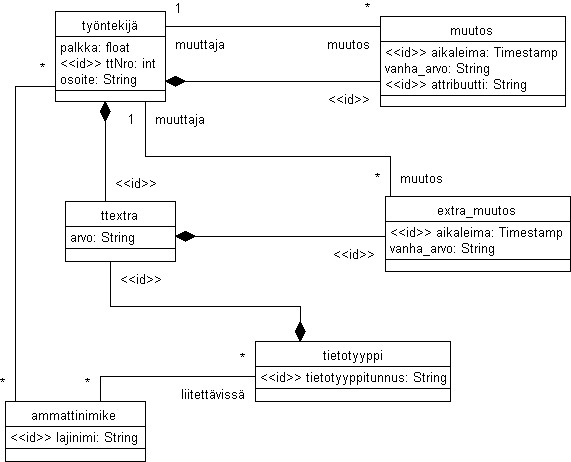 työntekijä
palkka: float
<<id>> ttNro: int
osoite: String
1
*
muuttaja
muutos
muutos
<<id>> aikaleima: Timestamp
vanha_arvo: String
<<id>> attribuutti: String
<<id>>
*
1
muuttaja
<<id>>
*
muutos
ttextra
arvo: String
extra_muutos
<<id>> aikaleima: Timestamp
vanha_arvo: String
<<id>>
<<id>>
tietotyyppi
<<id>> tietotyyppitunnus: String
*
*
*
liitettävissä
ammattinimike
<<id>> lajinimi: String